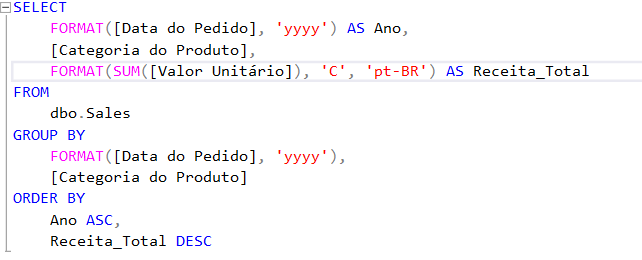 SELECT
    FORMAT([Data do Pedido], 'yyyy') AS Ano,
    [Categoria do Produto],
    FORMAT(SUM([Valor Unitário]), 'C', 'pt-BR') AS Receita_Total
FROM
    dbo.Sales
GROUP BY
    FORMAT([Data do Pedido], 'yyyy'),
    [Categoria do Produto]
ORDER BY
    Ano ASC,
    Receita_Total DESC